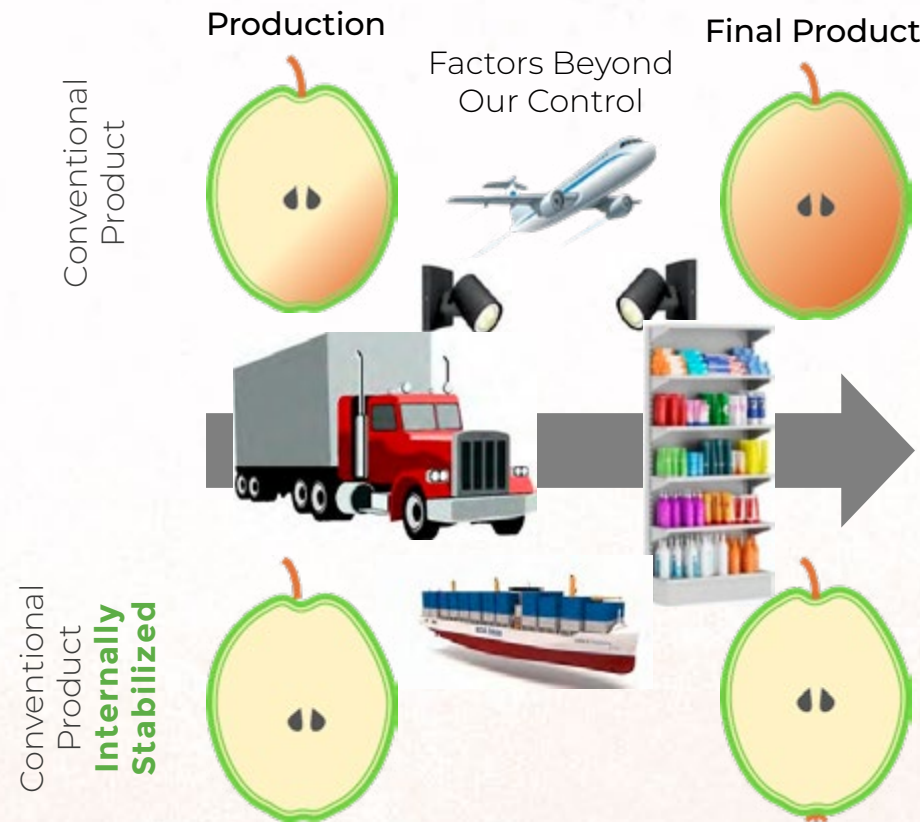 Production
Factors Beyond
Our Control
Final Product
Conventional
Product
Conventional
Product
Internally
Stabilized